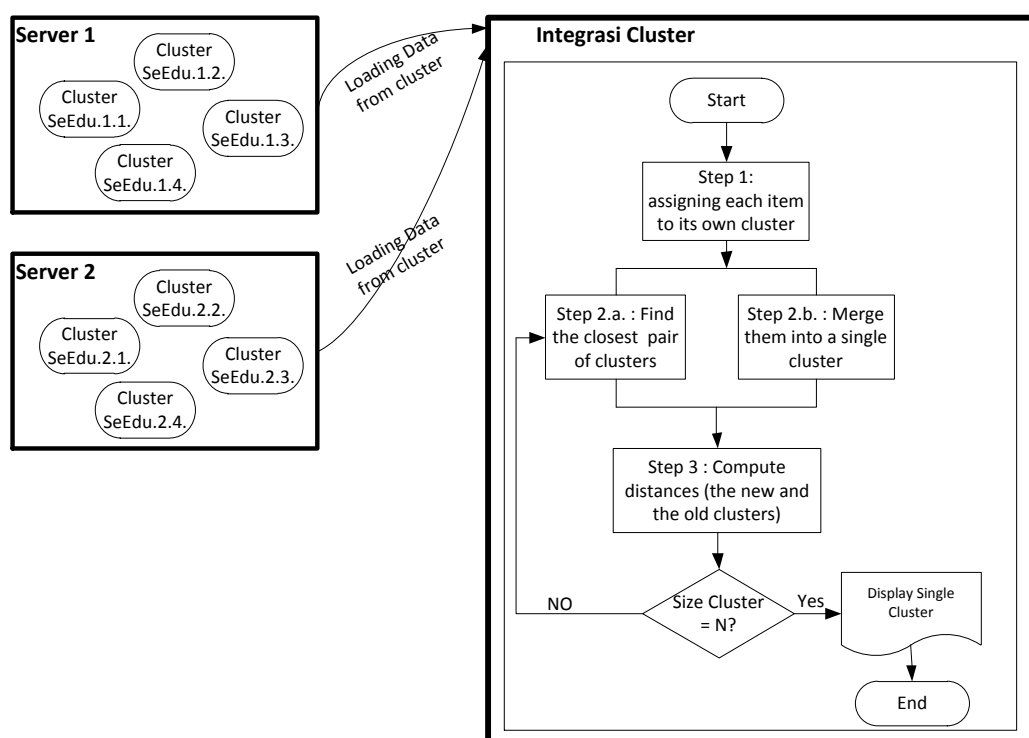 Server 1
Cluster
SeEdu.1.2.
Cluster
SeEdu.1.1.
Cluster
SeEdu.1.3.
Cluster
SeEdu.1.4.
Loading Data
from cluster
Server 2
Cluster
SeEdu.2.2.
Cluster
SeEdu.2.1.
Cluster
SeEdu.2.3.
Cluster
SeEdu.2.4.
Loading Data
from cluster
Integrasi Cluster
Start
Step 1:
assigning each item
to its own cluster
Step 2.a. : Find
the closest pair
of clusters
Step 2.b. : Merge
them into a single
cluster
Step 3 : Compute
distances (the new and
the old clusters)
Size Cluster
= N?
NO
Yes
Display Single
Cluster
End